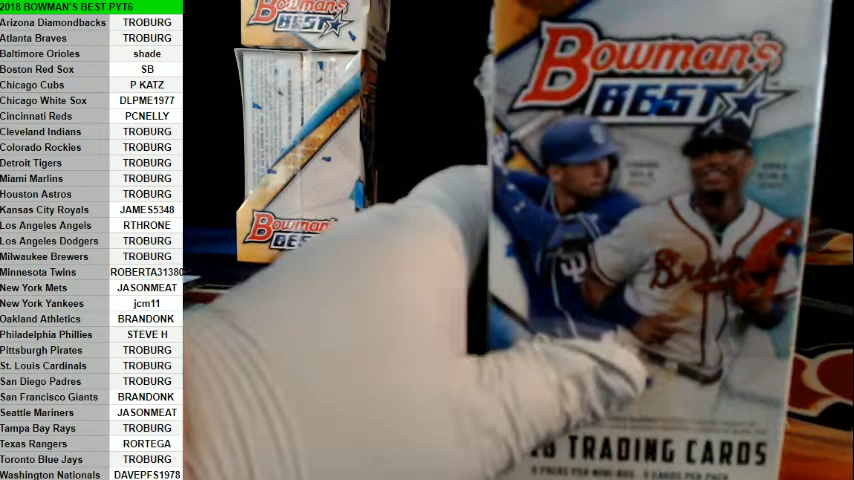 2018 BOWMAN'S BEST PYT6
Arizona Diamondbacks TROBURG
Atlanta Braves TROBURG
Baltimore Orioles shade
Boston Red Sox SB
Chicago Cubs P KATZ
Chicago White Sox DLPME1977
Cincinnati Reds PCNELLY
Cleveland Indians TROBURG
Colorado Rockies TROBURG
Detroit Tigers TROBURG
Miami Marlins TROBURG
Houston Astros TROBURG
Kansas City Royals JAMES5348
Los Angeles Angels RTHRONE
Los Angeles Dodgers TROBURG
Milwaukee Brewers TROBURG
Minnesota Twins ROBERTA31380
New York Mets JASONMEAT
New York Yankees jcm11
Oakland Athletics BRANDONK
Philadelphia Phillies STEVE H
Pittsburgh Pirates TROBURG
St. Louis Cardinals TROBURG
San Diego Padres TROBURG
San Francisco Giants BRANDONK
Seattle Mariners JASONMEAT
Tampa Bay Rays TROBURG
Texas Rangers RORTEGA
Toronto Blue Jays TROBURG
Washington Nationals DAVEPFS1978
Bowman's
BEST
Bowman's
BEST
Bowman's
BEST
Braves
TRADING CARDS